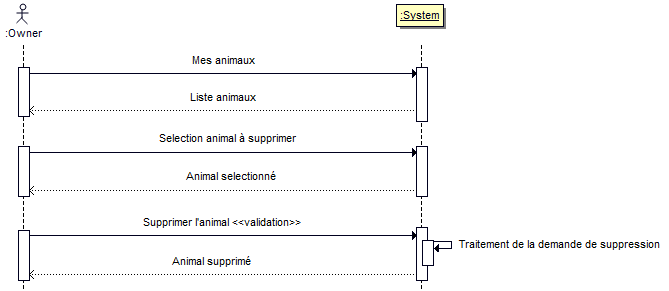 :Owner
:System
Mes animaux
Liste animaux
Selection animal à supprimer
Animal selectionné
Supprimer l'animal <<validation>>
Traitement de la demande de suppression
Animal supprimé